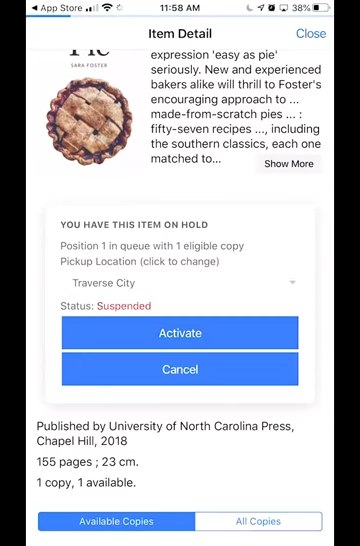 App Store
11:58 AM
38%
Item Detail
Close
Pie
SARA FOSTER
expression 'easy as pie'
seriously. New and experienced
bakers alike will thrill to Foster's
encouraging approach to ...
made-from-scratch pies ... :
fifty-seven recipes ..., including
the southern classics, each one
matched to...
Show More
YOU HAVE THIS ITEM ON HOLD
Position 1 in queue with 1 eligible copy
Pickup Location (click to change)
Traverse City
Status: Suspended
Activate
Cancel
Published by University of North Carolina Press,
Chapel Hill, 2018
155 pages ; 23 cm.
1 copy, 1 available.
Available Copies
All Copies